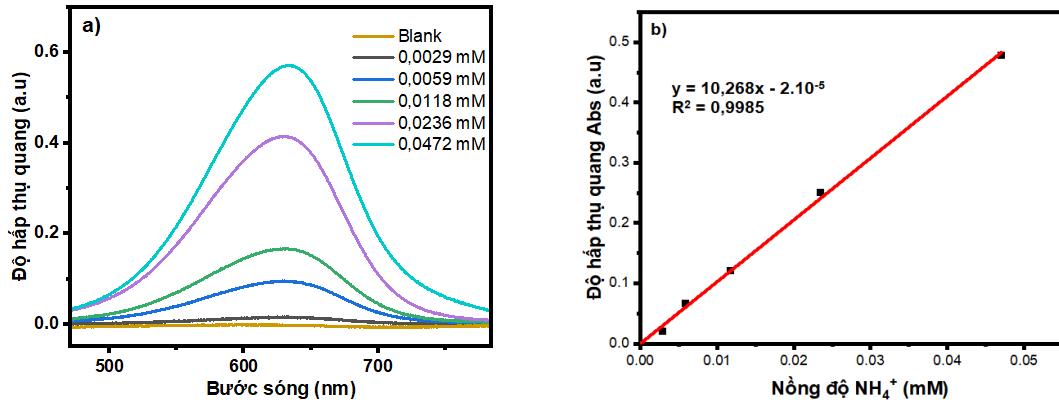 a)
Blank
0,0029 mM
0,0059 mM
0,0118 mM
0,0236 mM
0,0472 mM
Độ hấp thụ quang (a.u)
0.6
0.4
0.2
0.0
500
600
700
Bước sóng (nm)
b)
y = 10,268x - 2.10⁻⁵
R² = 0,9985
Độ hấp thụ quang Abs (a.u)
0.5
0.4
0.3
0.2
0.1
0.0
0.00
0.01
0.02
0.03
0.04
0.05
Nồng độ NH₄⁺ (mM)